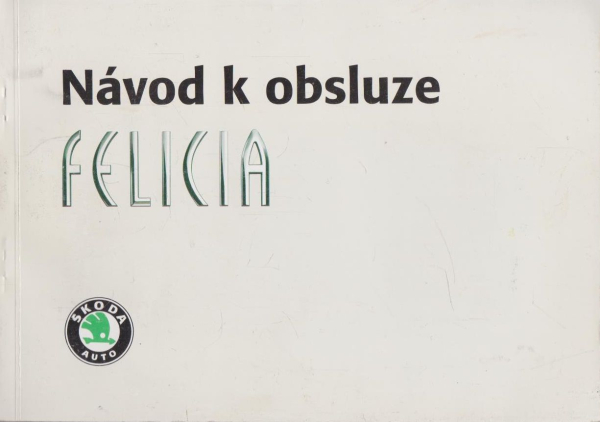 Návod k obsluze
FELICIA
ŠKODA
AUTO